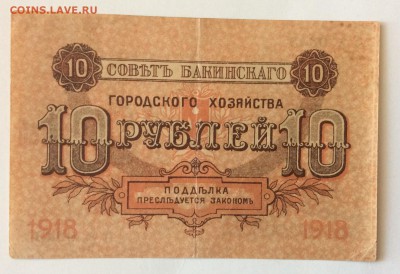 COINS.LAVE.RU
10 СОВѢТЪ БАКИНСКАГО 10
ГОРОДСКОГО ХОЗЯЙСТВА
10 РУБЛЕЙ 10
ПОДДѢЛКА
ПРЕСЛѢДУЕТСЯ ЗАКОНОМЪ
1918 1918